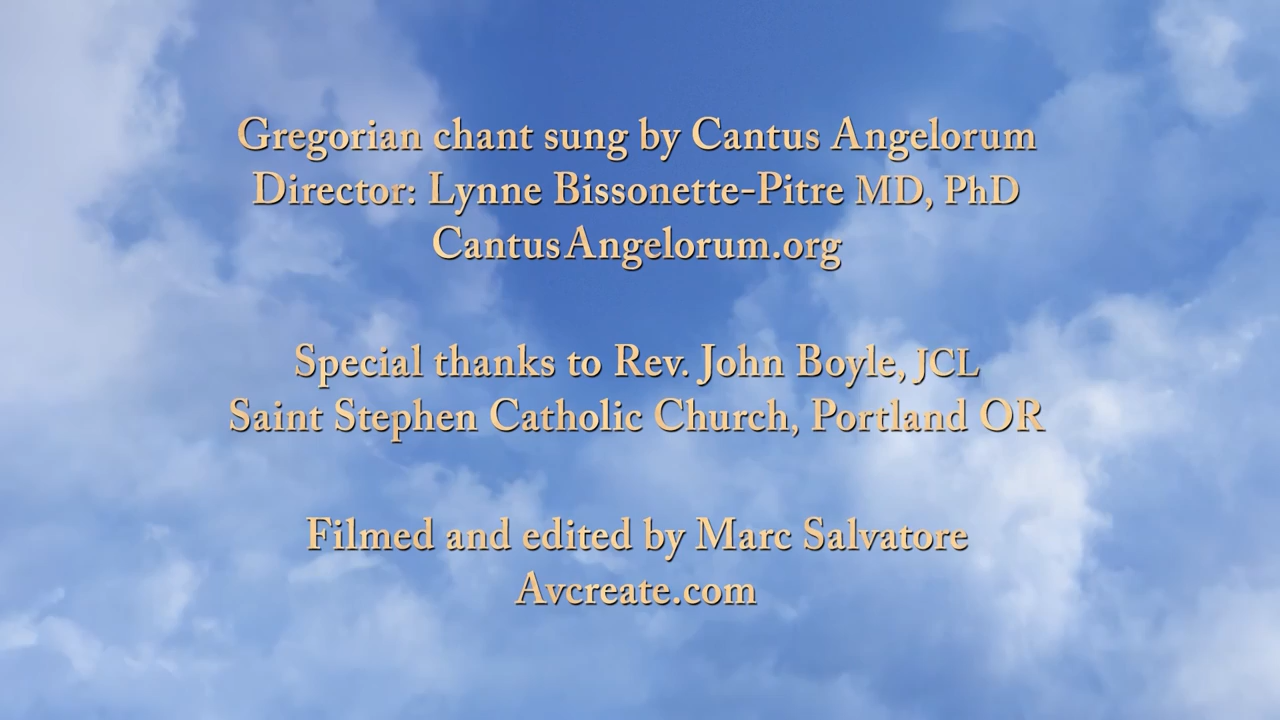 Gregorian chant sung by Cantus Angelorum
Director: Lynne Bissonette-Pitre MD, PhD
CantusAngelorum.org
Special thanks to Rev. John Boyle, JCL
Saint Stephen Catholic Church, Portland OR
Filmed and edited by Marc Salvatore
Avcreate.com